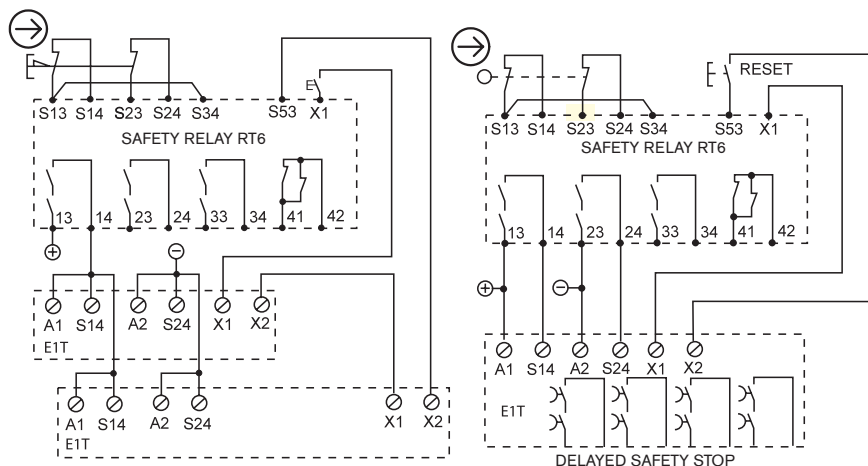 S13 S14 S23 S24 S34 S53 X1
E
SAFETY RELAY RT6
13 14 23 24 33 34 41 42
+ −
A1 S14 A2 S24 X1 X2
E1T
A1 S14 A2 S24 X1 X2
E1T
RESET
S13 S14 S23 S24 S34 S53 X1
SAFETY RELAY RT6
13 14 23 24 33 34 41 42
+ −
A1 S14 A2 S24 X1 X2
E1T
DELAYED SAFETY STOP